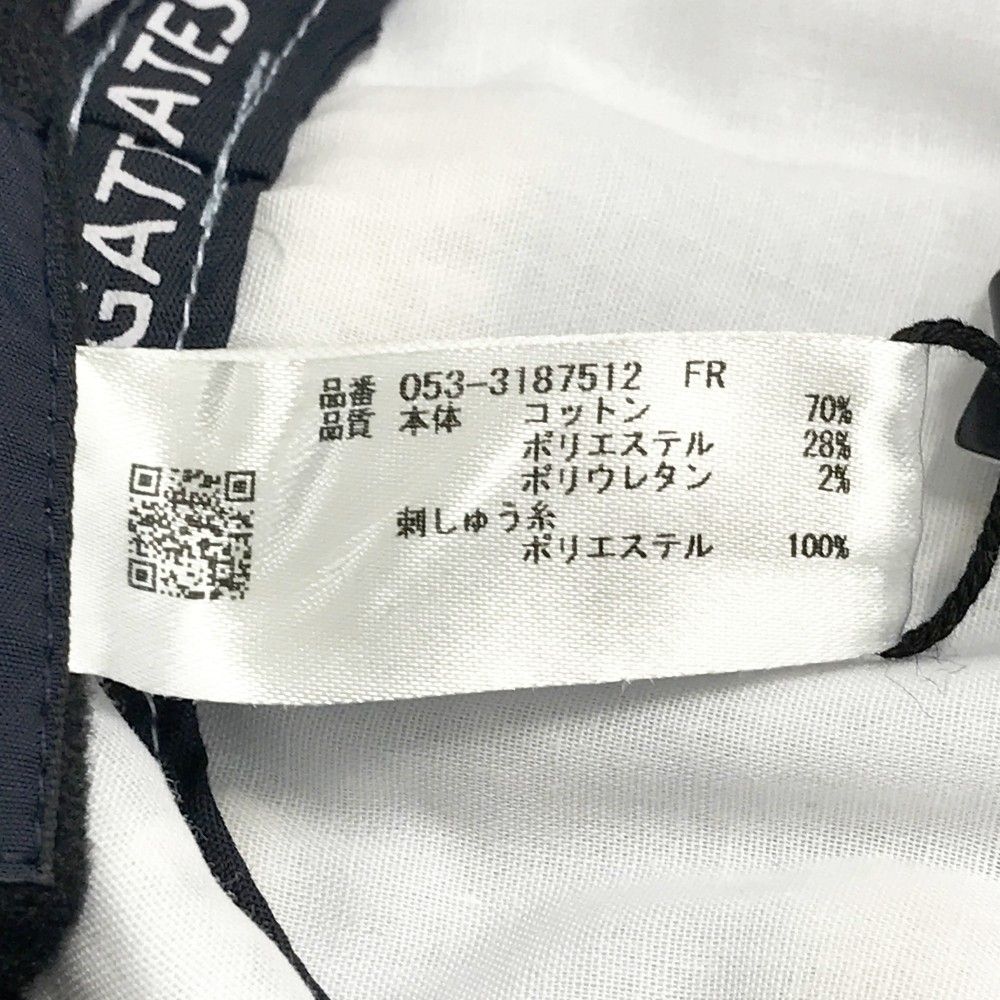 GATTATES
品番 053-3187512 FR
品質 本体 コットン 70%
ポリエステル 28%
ポリウレタン 2%
刺しゅう糸
ポリエステル 100%